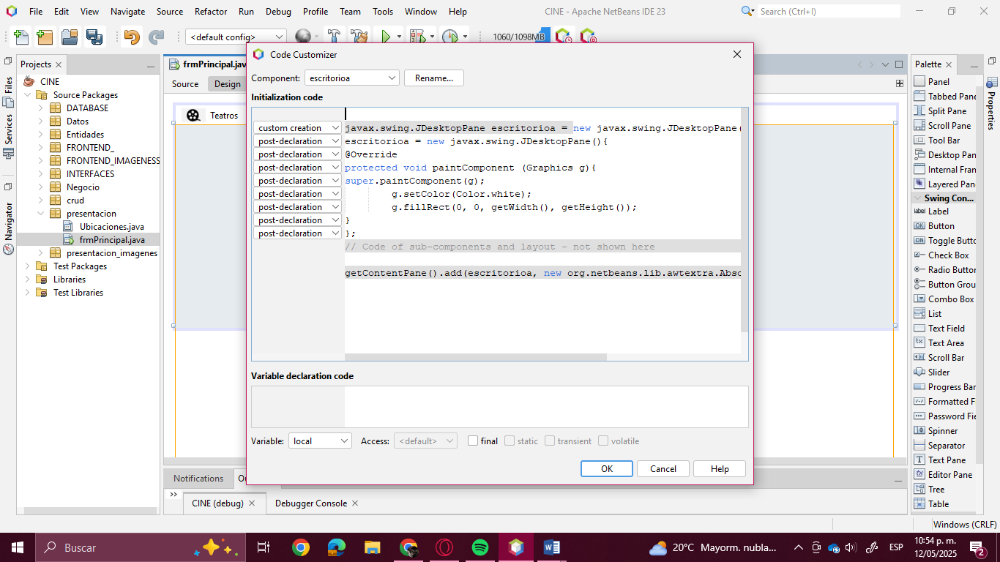 File Edit View Navigate Source Refactor Run Debug Profile Team Tools Window Help
CINE - Apache NetBeans IDE 23
Search (Ctrl+I)
<default config>
1060/1098MB
Projects
Files
Services
Navigator
CINE
Source Packages
DATABASE
Datos
Entidades
FRONTEND_
FRONTEND_IMAGENESS
INTERFACES
Negocio
crud
presentacion
Ubicaciones.java
frmPrincipal.java
presentacion_imagenes
Test Packages
Libraries
Test Libraries
frmPrincipal.jav
Source Design
Teatros
Code Customizer
Component: escritorioa Rename...
Initialization code
custom creation javax.swing.JDesktopPane escritorioa = new javax.swing.JDesktopPane(
post-declaration escritorioa = new javax.swing.JDesktopPane(){
post-declaration @Override
post-declaration protected void paintComponent (Graphics g){
post-declaration super.paintComponent(g);
post-declaration g.setColor(Color.white);
post-declaration g.fillRect(0, 0, getWidth(), getHeight());
post-declaration }
post-declaration };
// Code of sub-components and layout - not shown here
getContentPane().add(escritorioa, new org.netbeans.lib.awtextra.Absc
Variable declaration code
Variable: local Access: <default> final static transient volatile
OK Cancel Help
Notifications Ou
CINE (debug) Debugger Console
Palette
Properties
Panel
Tabbed Pane
Split Pane
Scroll Pane
Tool Bar
Desktop Pan
Internal Fran
Layered Pane
Swing Con...
label Label
OK Button
ON Toggle Butto
Check Box
Radio Button
Button Grou
Combo Box
List
Text Field
Text Area
Scroll Bar
Slider
Progress Bar
Formatted F
Password Fie
Spinner
Separator
T Text Pane
Editor Pane
Tree
Table
Windows (CRLF)
Buscar
20°C Mayorm. nubla...
ESP
10:54 p. m.
12/05/2025
2